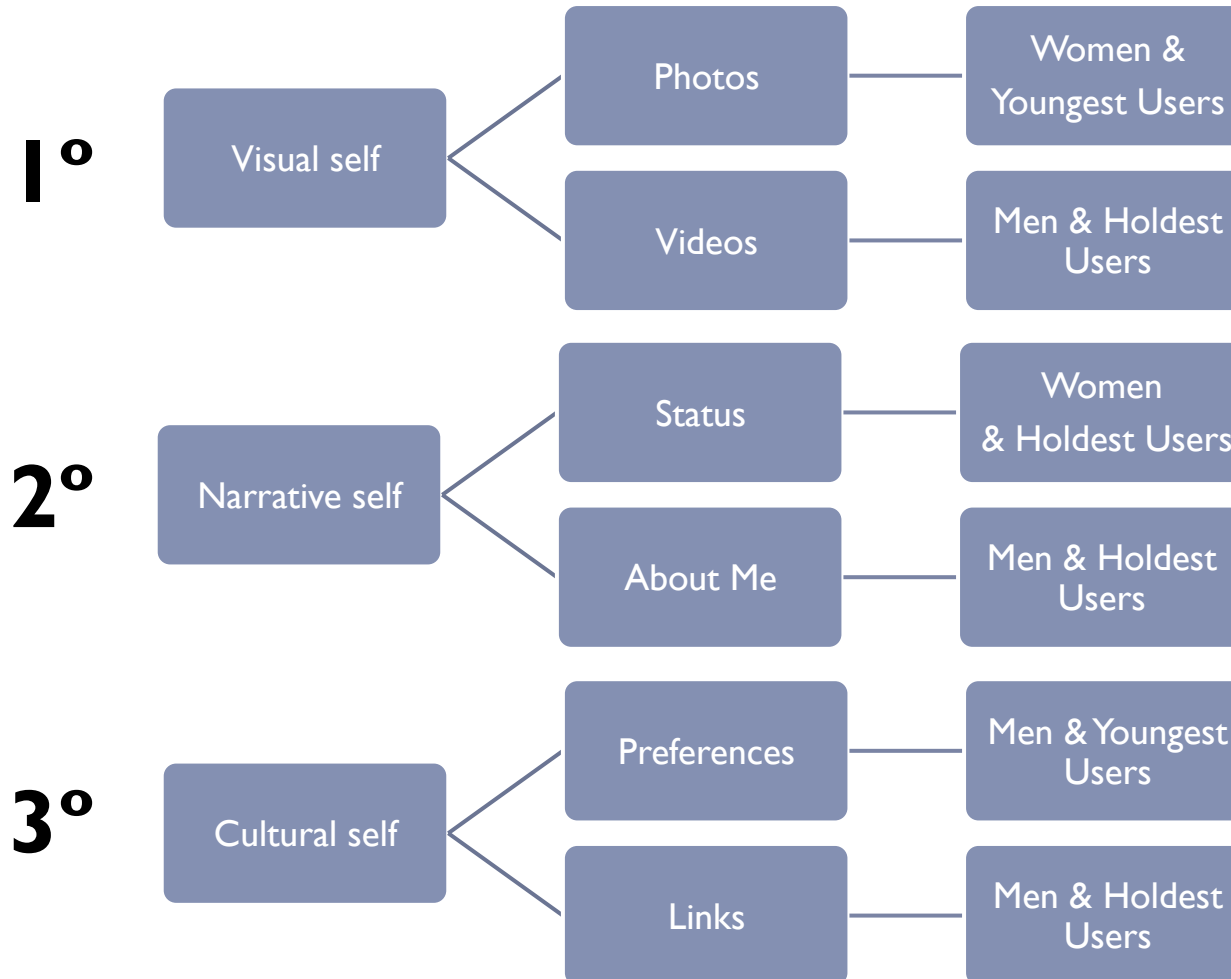 1º
Visual self
Photos
Women &
Youngest Users
Videos
Men & Holdest
Users
2º
Narrative self
Status
Women
& Holdest Users
About Me
Men & Holdest
Users
3º
Cultural self
Preferences
Men & Youngest
Users
Links
Men & Holdest
Users